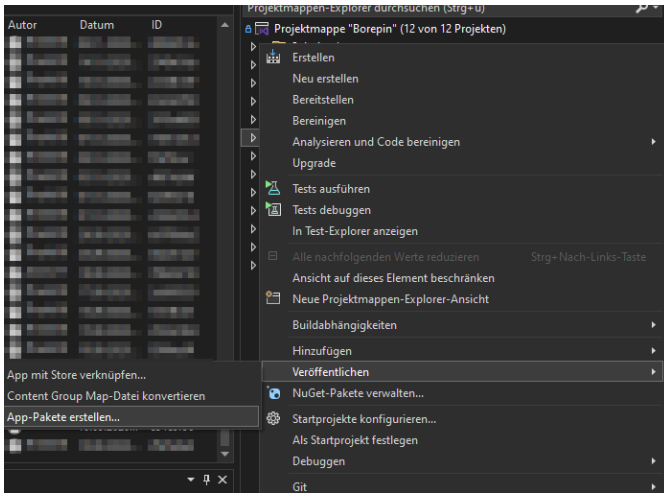 Projektmappen-Explorer durchsuchen (Strg+ü)
Autor Datum ID
Projektmappe "Borepin" (12 von 12 Projekten)
Erstellen
Neu erstellen
Bereitstellen
Bereinigen
Analysieren und Code bereinigen
Upgrade
Tests ausführen
Tests debuggen
In Test-Explorer anzeigen
Alle nachfolgenden Werte reduzieren Strg+Nach-Links-Taste
Ansicht auf dieses Element beschränken
Neue Projektmappen-Explorer-Ansicht
Buildabhängigkeiten
Hinzufügen
Veröffentlichen
App mit Store verknüpfen...
Content Group Map-Datei konvertieren
App-Pakete erstellen...
NuGet-Pakete verwalten...
Startprojekte konfigurieren...
Als Startprojekt festlegen
Debuggen
Git